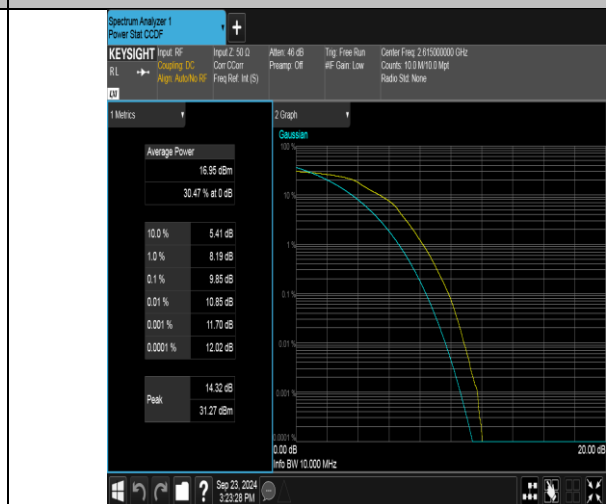 Spectrum Analyzer 1
Power Stat CCDF
+
KEYSIGHT
RL
Input: RF
Coupling: DC
Align: Auto/No RF
Input Z: 50 Ω
Corr CCorr
Freq Ref: Int (S)
Atten: 46 dB
Preamp: Off
Trig: Free Run
#IF Gain: Low
Center Freq: 2.615000000 GHz
Counts: 10.0 M/10.0 Mpt
Radio Std: None
1 Metrics
Average Power
16.95 dBm
30.47 % at 0 dB
10.0 % 5.41 dB
1.0 % 8.19 dB
0.1 % 9.85 dB
0.01 % 10.85 dB
0.001 % 11.70 dB
0.0001 % 12.02 dB
Peak
14.32 dB
31.27 dBm
2 Graph
Gaussian
100 %
10 %
1 %
0.1 %
0.01 %
0.001 %
0.0001 %
0.00 dB
20.00 dB
Info BW 10.000 MHz
?
Sep 23, 2024
3:23:28 PM